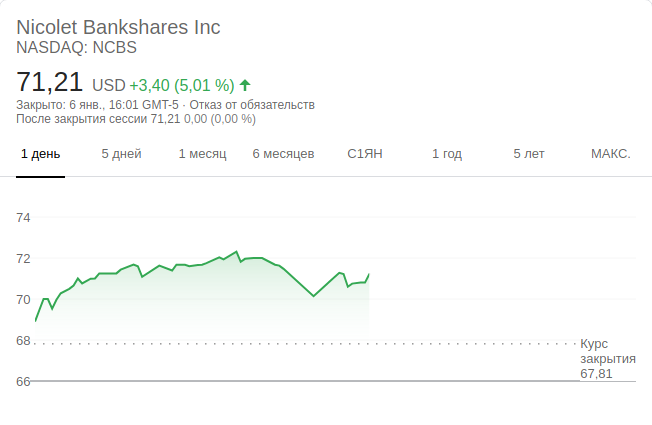 Nicolet Bankshares Inc
NASDAQ: NCBS
71,21 USD +3,40 (5,01 %)
Закрыто: 6 янв., 16:01 GMT-5 · Отказ от обязательств
После закрытия сессии 71,21 0,00 (0,00 %)
1 день 5 дней 1 месяц 6 месяцев С1ЯН 1 год 5 лет МАКС.
74
72
70
68
Курс
закрытия
67,81
66